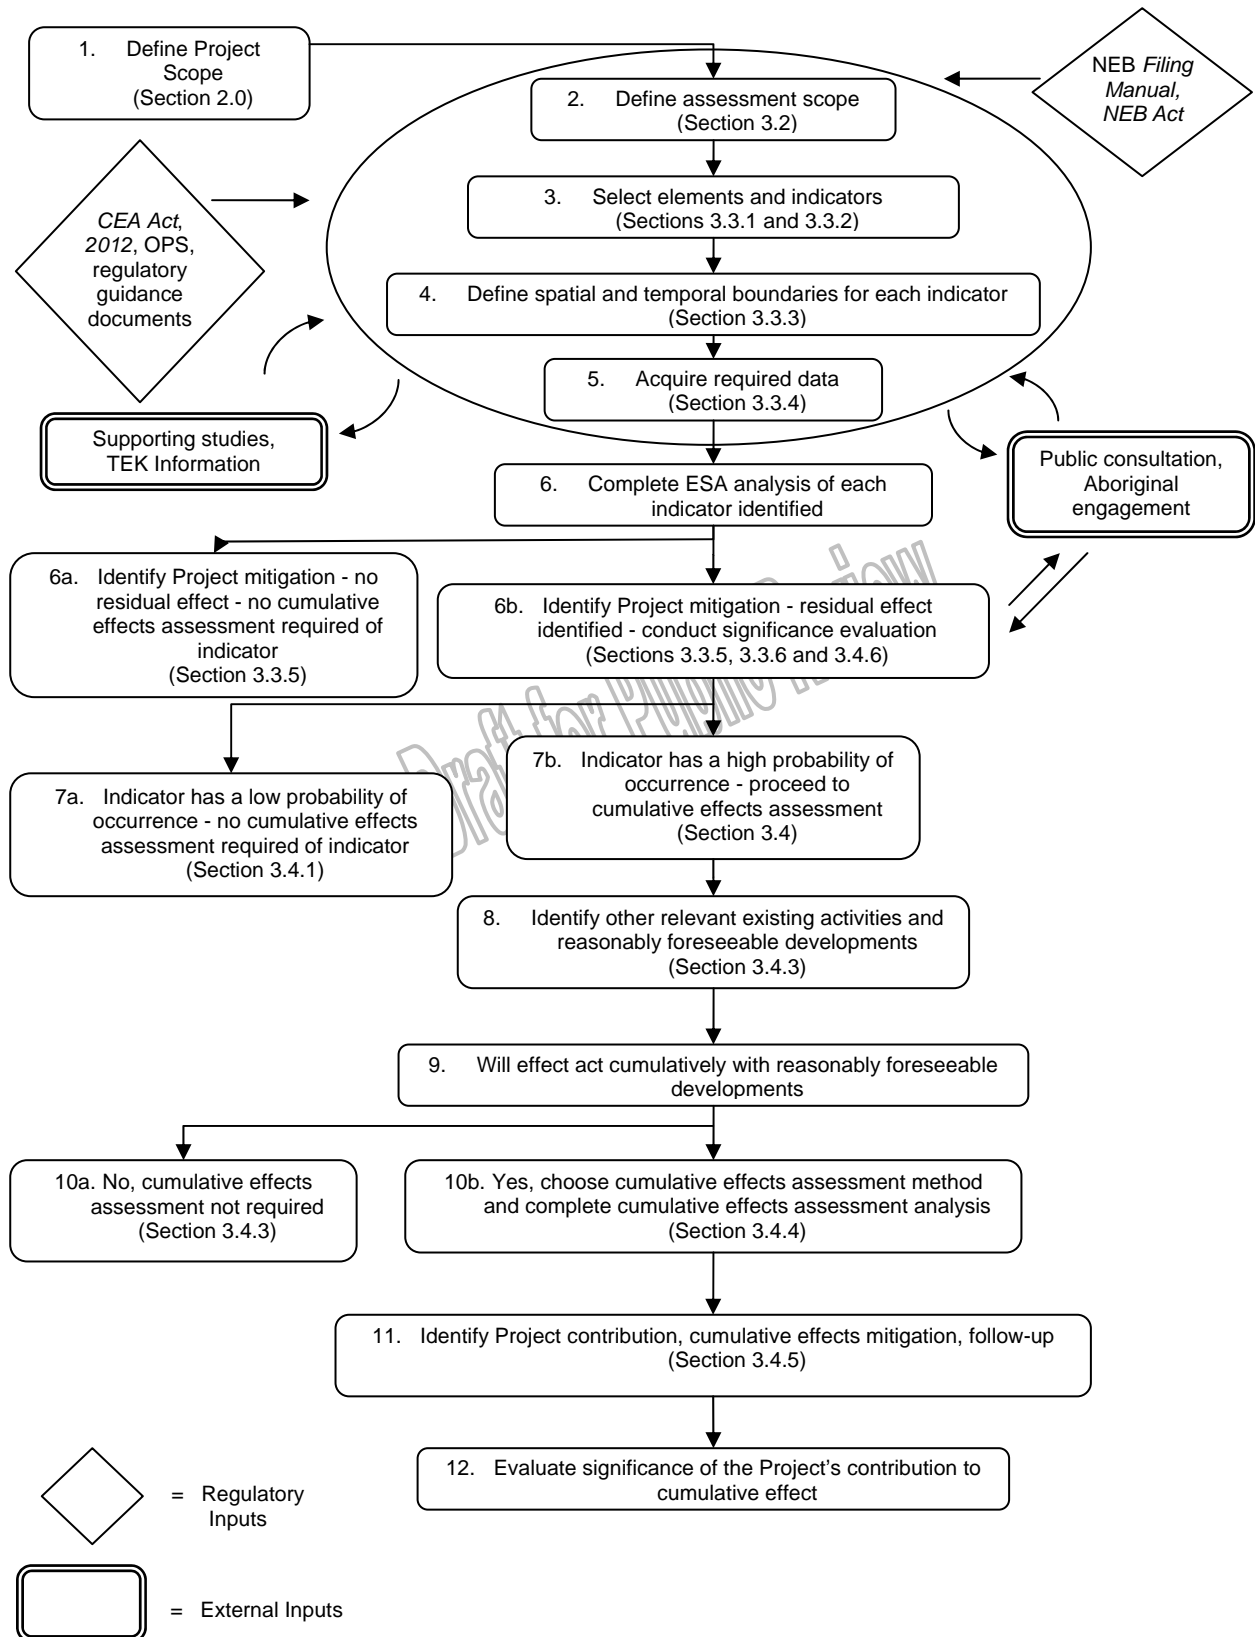 1. Define Project
Scope
(Section 2.0)
NEB Filing
Manual,
NEB Act
2. Define assessment scope
(Section 3.2)
CEA Act,
2012, OPS,
regulatory
guidance
documents
3. Select elements and indicators
(Sections 3.3.1 and 3.3.2)
4. Define spatial and temporal boundaries for each indicator
(Section 3.3.3)
5. Acquire required data
(Section 3.3.4)
Supporting studies,
TEK Information
Public consultation,
Aboriginal
engagement
6. Complete ESA analysis of each
indicator identified
6a. Identify Project mitigation - no
residual effect - no cumulative
effects assessment required of
indicator
(Section 3.3.5)
6b. Identify Project mitigation - residual effect
identified - conduct significance evaluation
(Sections 3.3.5, 3.3.6 and 3.4.6)
Draft for Public Review
7a. Indicator has a low probability of
occurrence - no cumulative effects
assessment required of indicator
(Section 3.4.1)
7b. Indicator has a high probability of
occurrence - proceed to
cumulative effects assessment
(Section 3.4)
8. Identify other relevant existing activities and
reasonably foreseeable developments
(Section 3.4.3)
9. Will effect act cumulatively with reasonably foreseeable
developments
10a. No, cumulative effects
assessment not required
(Section 3.4.3)
10b. Yes, choose cumulative effects assessment method
and complete cumulative effects assessment analysis
(Section 3.4.4)
11. Identify Project contribution, cumulative effects mitigation, follow-up
(Section 3.4.5)
12. Evaluate significance of the Project's contribution to
cumulative effect
= Regulatory
Inputs
= External Inputs